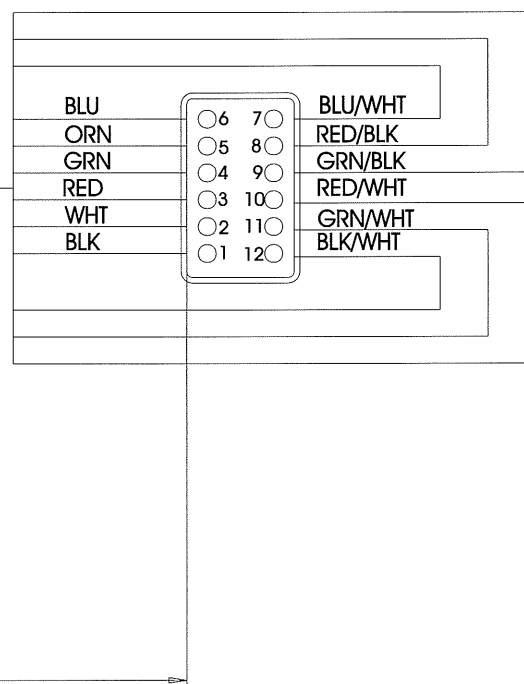 BLU 6 7 BLU/WHT
ORN 5 8 RED/BLK
GRN 4 9 GRN/BLK
RED 3 10 RED/WHT
WHT 2 11 GRN/WHT
BLK 1 12 BLK/WHT